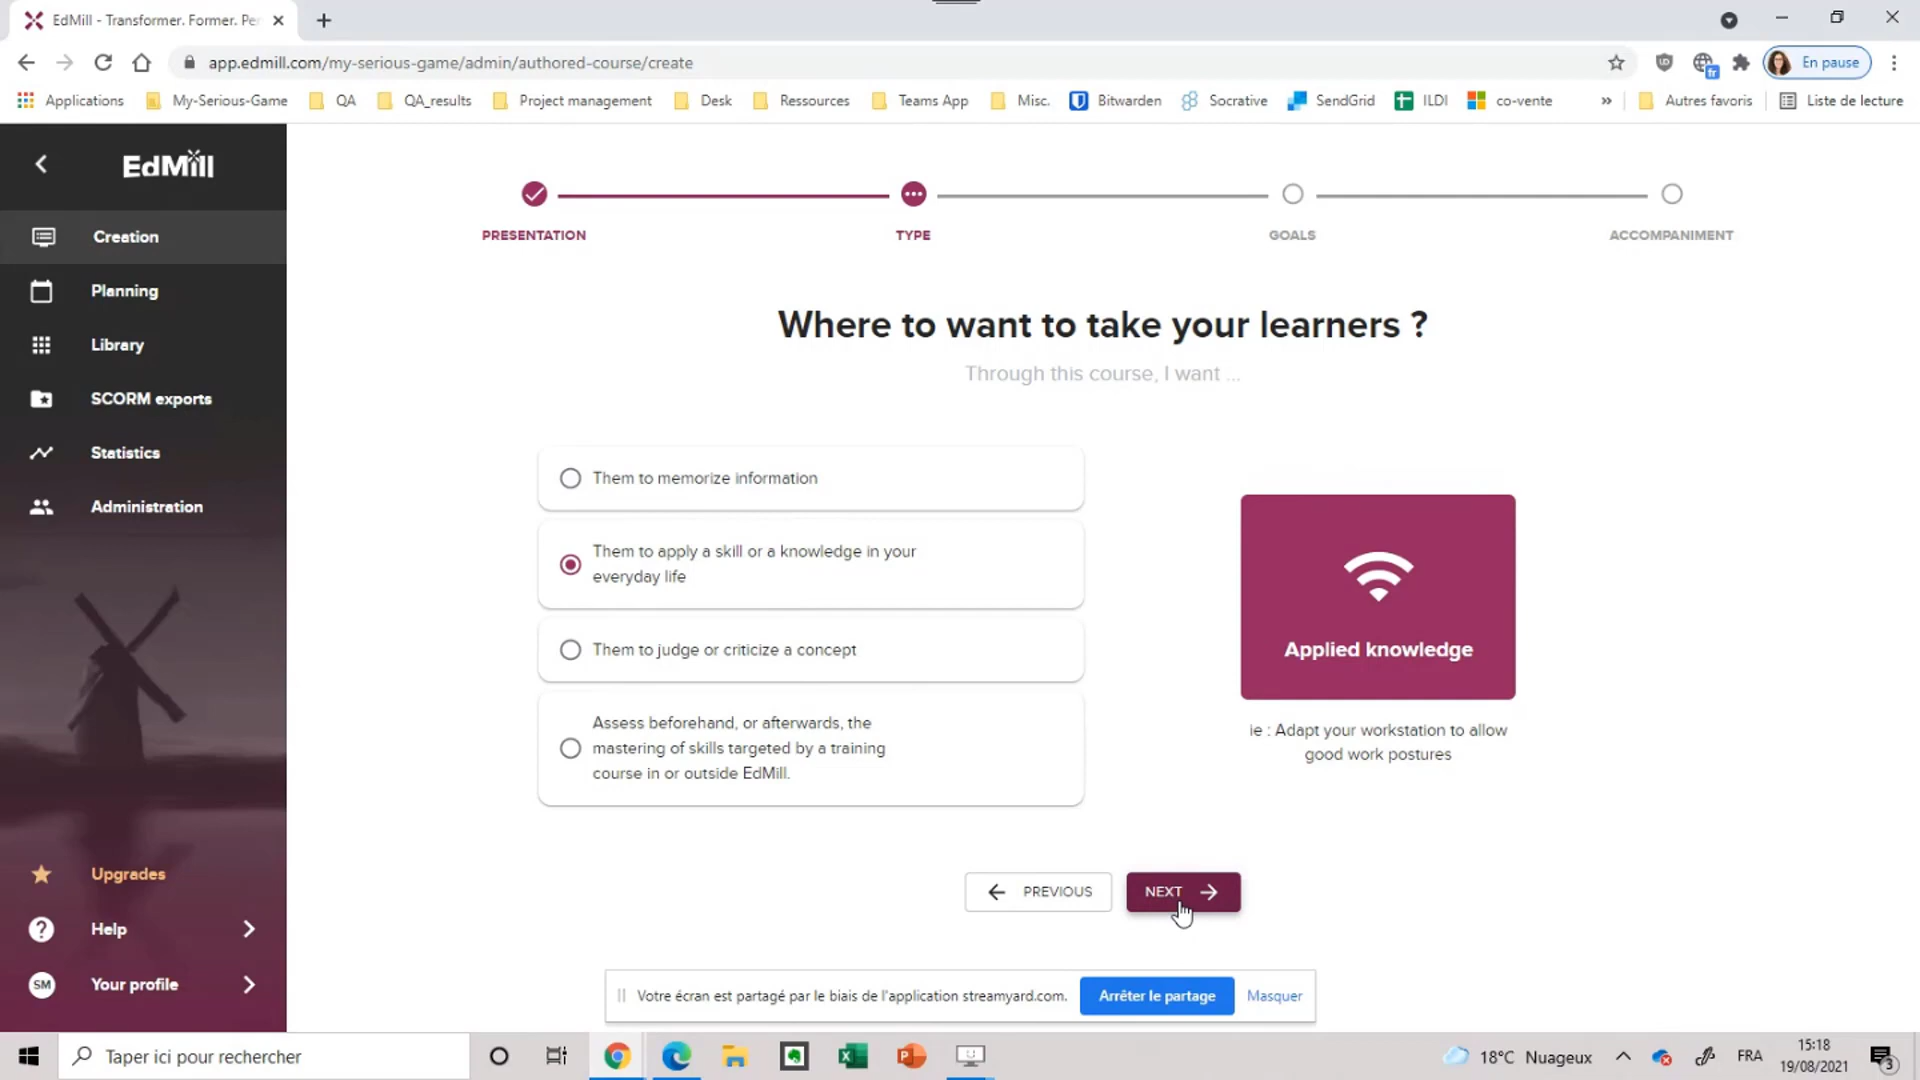 EdMill - Transformer. Former. Pe
app.edmill.com/my-serious-game/admin/authored-course/create
fr
En pause
Applications
My-Serious-Game
QA
QA_results
Project management
Desk
Ressources
Teams App
Misc.
Bitwarden
Socrative
SendGrid
ILDI
co-vente
»
Autres favoris
Liste de lecture
EdMill
Creation
Planning
Library
SCORM exports
Statistics
Administration
Upgrades
Help
SM
Your profile
PRESENTATION
TYPE
GOALS
ACCOMPANIMENT
Where to want to take your learners ?
Through this course, I want ...
Them to memorize information
Them to apply a skill or a knowledge in your
everyday life
Them to judge or criticize a concept
Assess beforehand, or afterwards, the
mastering of skills targeted by a training
course in or outside EdMill.
Applied knowledge
ie : Adapt your workstation to allow
good work postures
PREVIOUS
NEXT
Votre écran est partagé par le biais de l'application streamyard.com.
Arrêter le partage
Masquer
Taper ici pour rechercher
18°C Nuageux
FRA
15:18
19/08/2021
3